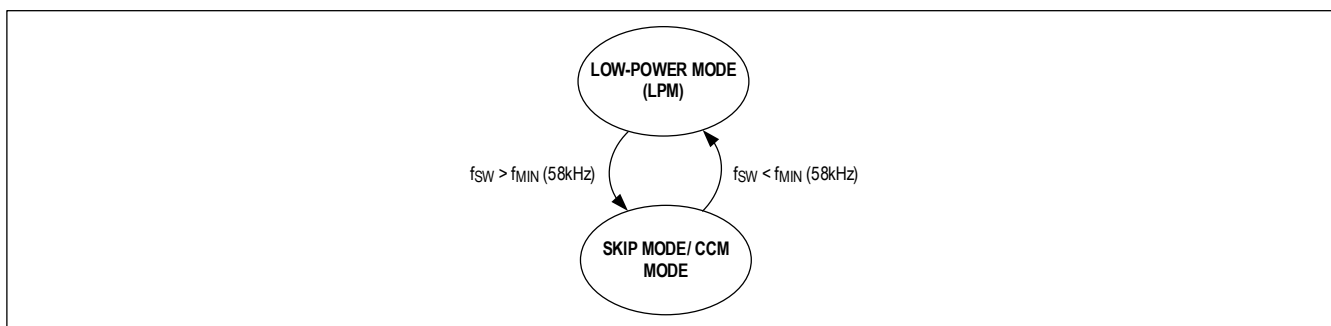 LOW-POWER MODE
(LPM)
fSW > fMIN (58kHz)
fSW < fMIN (58kHz)
SKIP MODE/ CCM
MODE